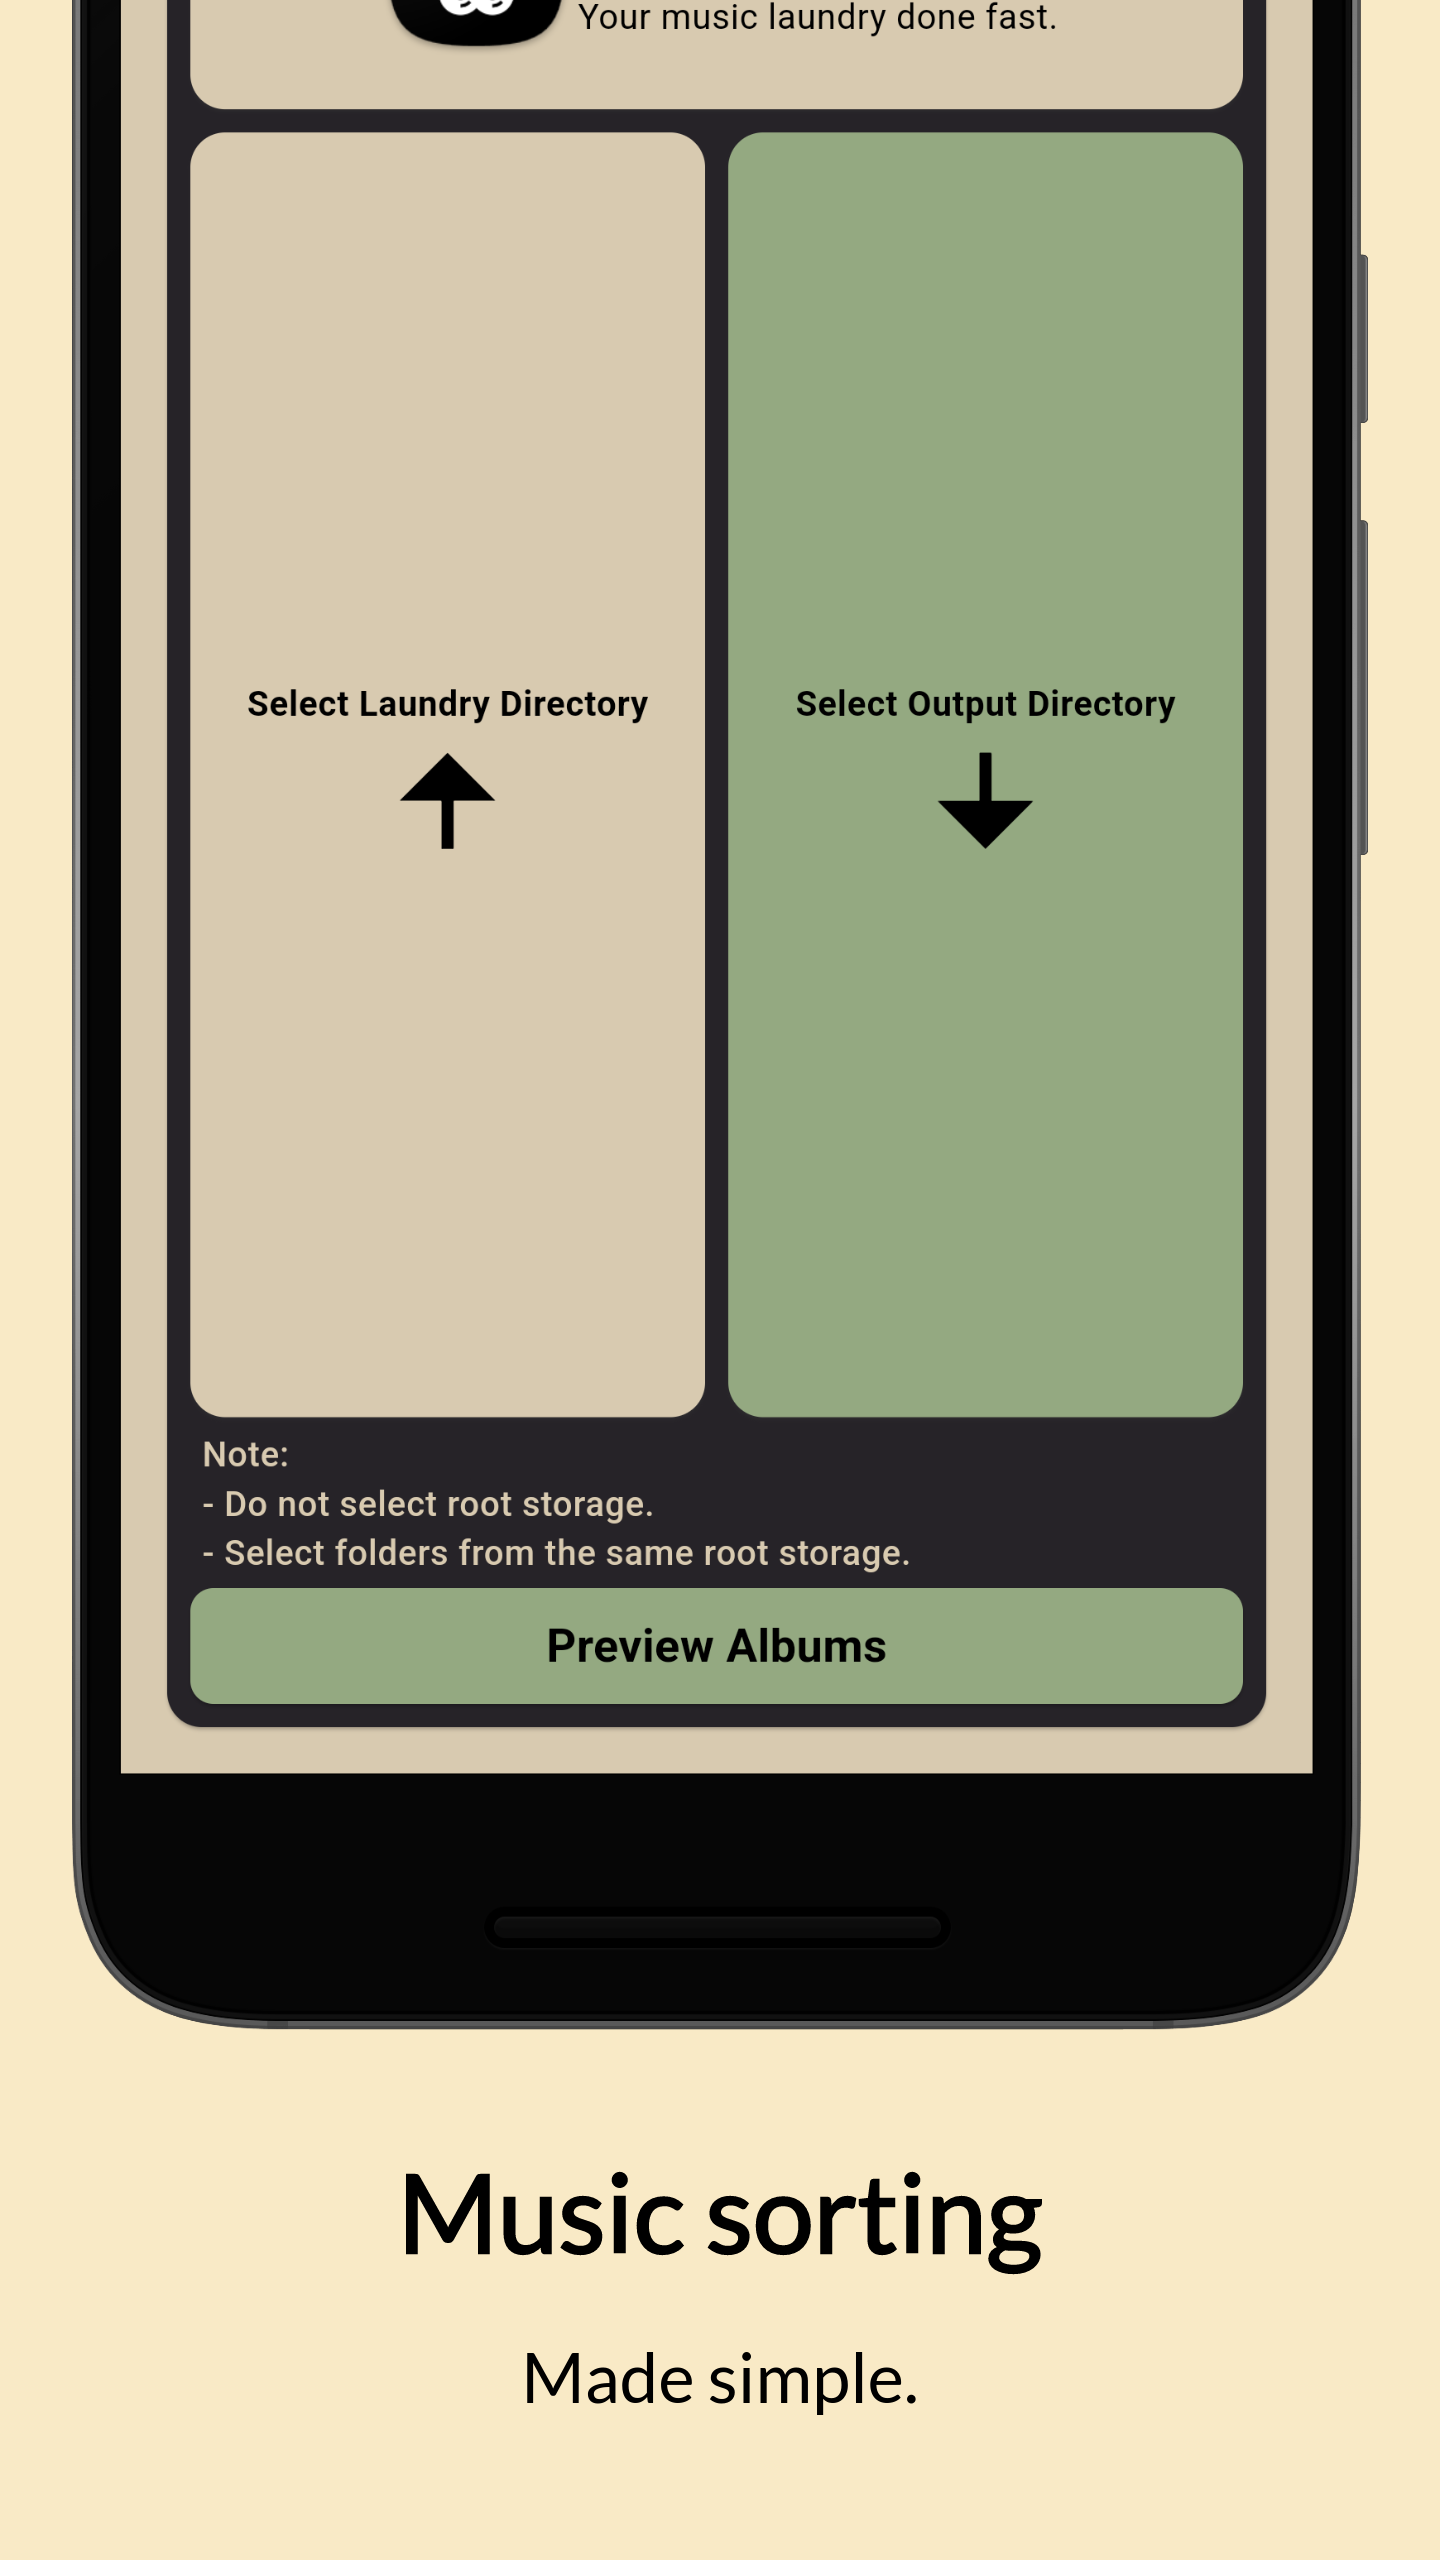 Your music laundry done fast.
Select Laundry Directory
Select Output Directory
Note:
- Do not select root storage.
- Select folders from the same root storage.
Preview Albums
Music sorting
Made simple.